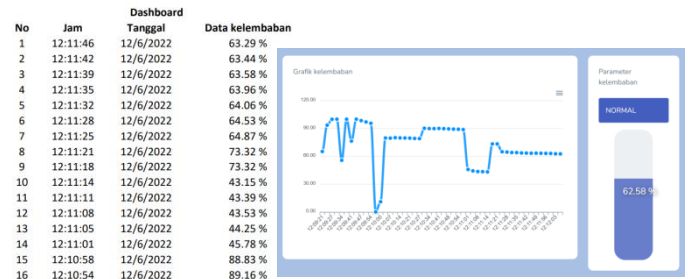 Dashboard
No Jam Tanggal Data kelembaban
1 12:11:46 12/6/2022 63.29 %
2 12:11:42 12/6/2022 63.44 %
3 12:11:39 12/6/2022 63.58 %
4 12:11:35 12/6/2022 63.96 %
5 12:11:32 12/6/2022 64.06 %
6 12:11:28 12/6/2022 64.53 %
7 12:11:25 12/6/2022 64.87 %
8 12:11:21 12/6/2022 73.32 %
9 12:11:18 12/6/2022 73.32 %
10 12:11:14 12/6/2022 43.15 %
11 12:11:11 12/6/2022 43.39 %
12 12:11:08 12/6/2022 43.53 %
13 12:11:05 12/6/2022 44.25 %
14 12:11:01 12/6/2022 45.78 %
15 12:10:58 12/6/2022 88.83 %
16 12:10:54 12/6/2022 89.16 %
Grafik kelembaban
120.00
90.00
60.00
30.00
0.00
Parameter
kelembaban
NORMAL
62.58 %